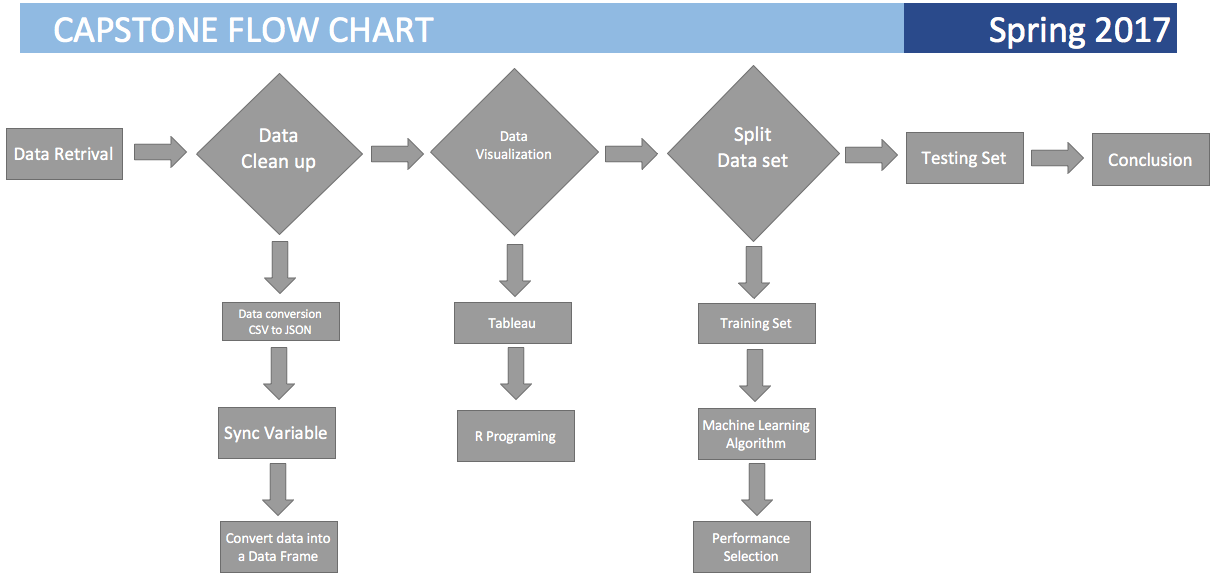 CAPSTONE FLOW CHART
Spring 2017
Data Retrival
Data
Clean up
Data
Visualization
Split
Data set
Testing Set
Conclusion
Data conversion
CSV to JSON
Tableau
Training Set
Sync Variable
R Programing
Machine Learning
Algorithm
Convert data into
a Data Frame
Performance
Selection